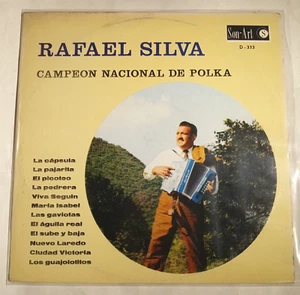 Son-Art
S
D - 333
RAFAEL SILVA
CAMPEON NACIONAL DE POLKA
La cápsula
La pajarita
El picoteo
La pedrera
Viva Seguin
María Isabel
Las gaviotas
El águila real
El sube y baja
Nuevo Laredo
Ciudad Victoria
Los guajolotitos